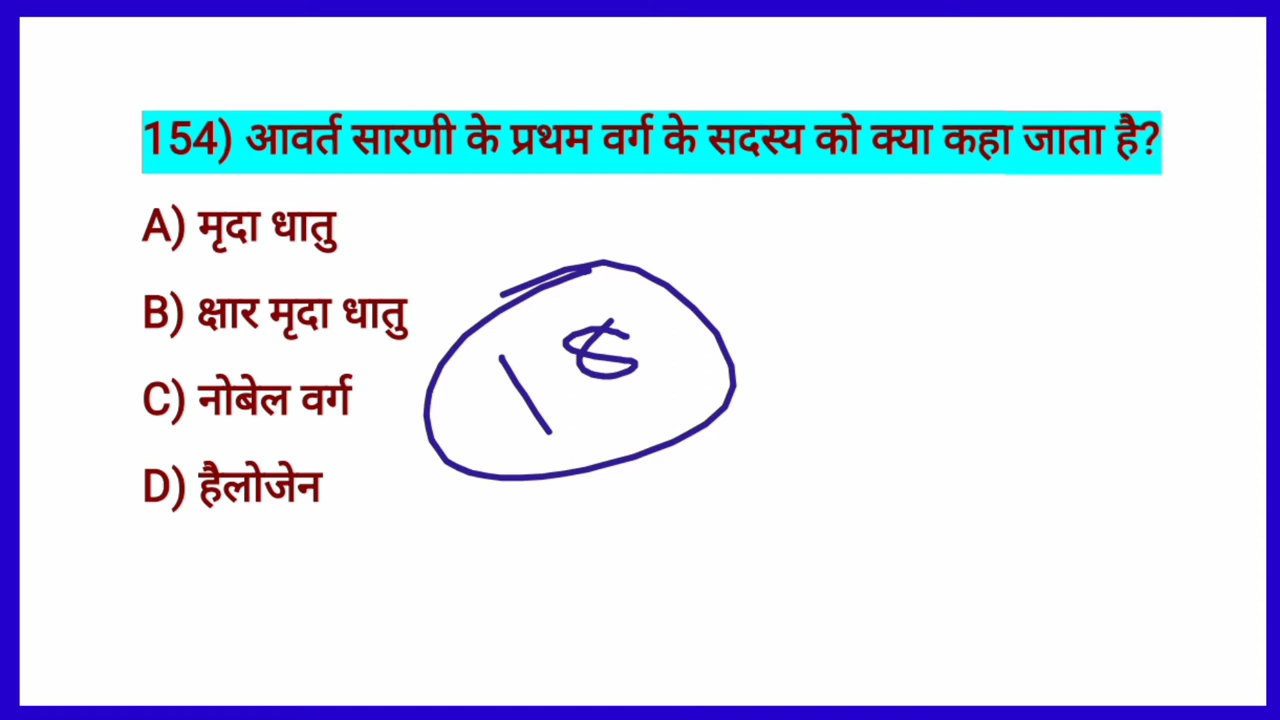 154) आवर्त सारणी के प्रथम वर्ग के सदस्य को क्या कहा जाता है?
A) मृदा धातु
B) क्षार मृदा धातु
C) नोबेल वर्ग
D) हैलोजेन
18